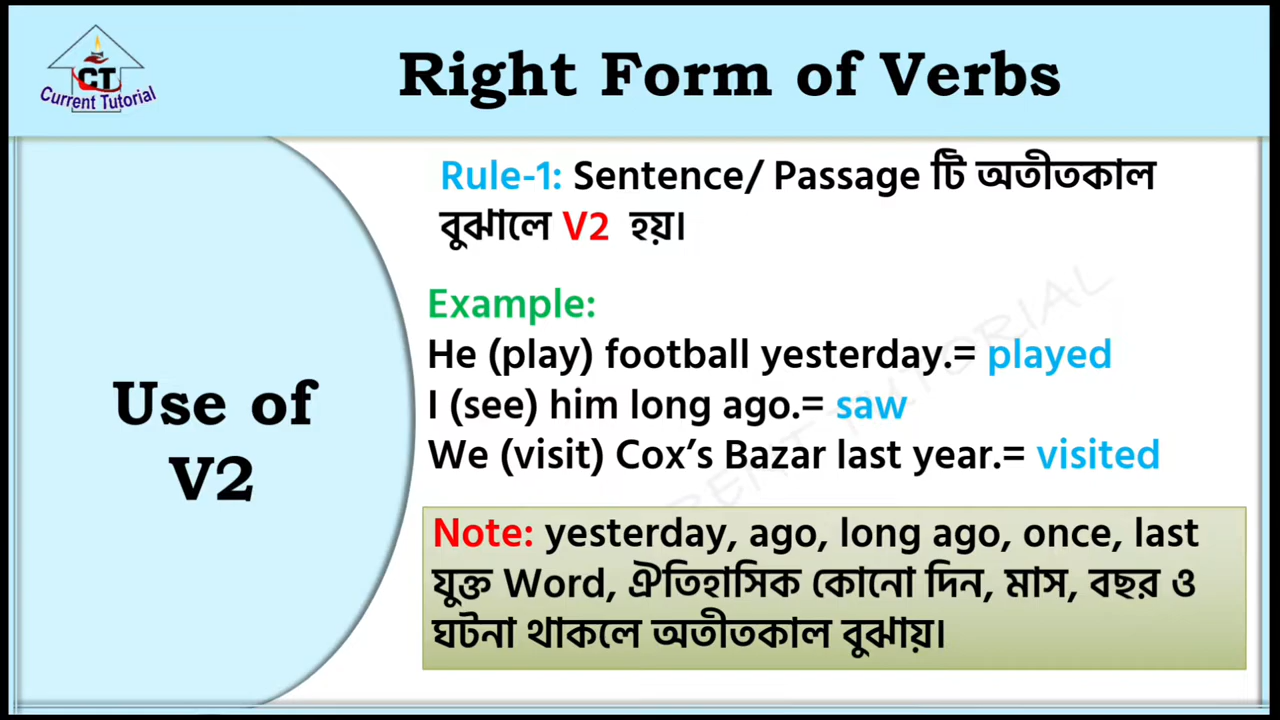 CT
Current Tutorial
Right Form of Verbs
Use of
V2
Rule-1: Sentence/ Passage টি অতীতকাল
বুঝালে V2 হয়।
Example:
He (play) football yesterday.= played
I (see) him long ago.= saw
We (visit) Cox’s Bazar last year.= visited
Note: yesterday, ago, long ago, once, last
যুক্ত Word, ঐতিহাসিক কোনো দিন, মাস, বছর ও
ঘটনা থাকলে অতীতকাল বুঝায়।
RENT TUTORIAL